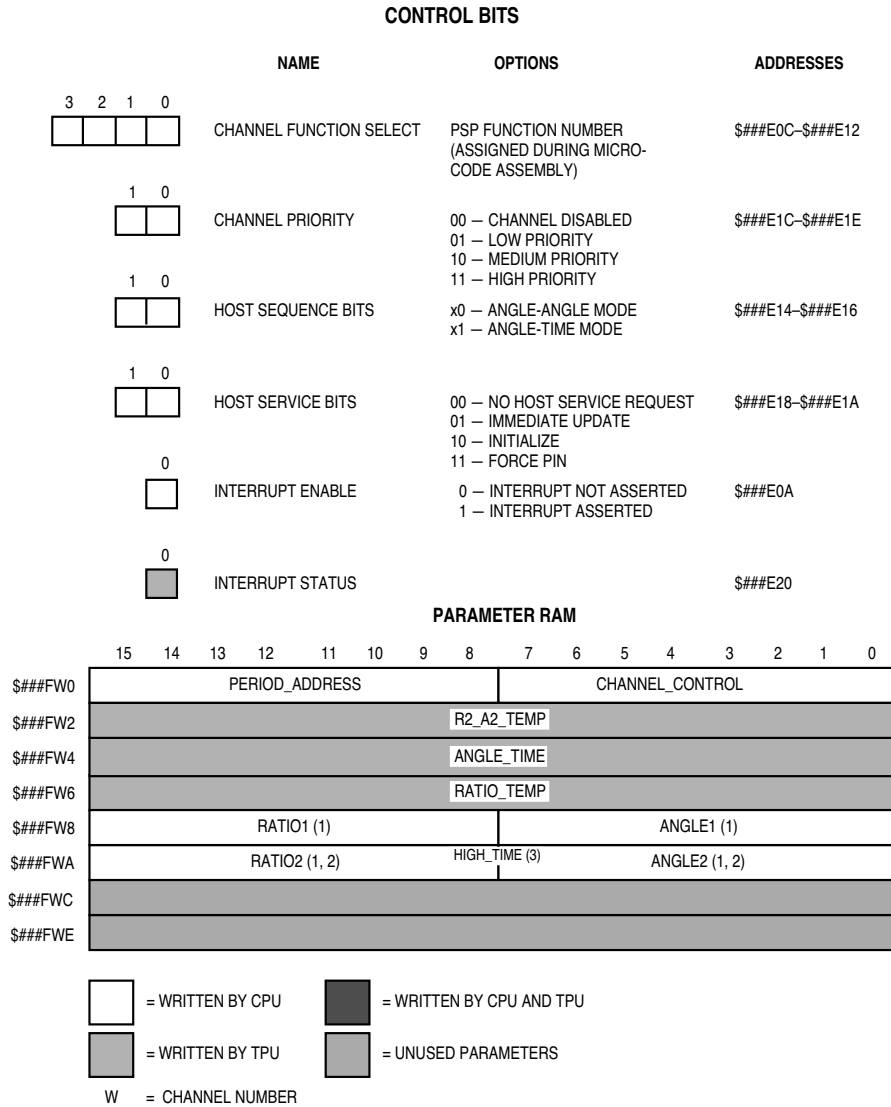 CONTROL BITS
NAME OPTIONS ADDRESSES
3 2 1 0
CHANNEL FUNCTION SELECT PSP FUNCTION NUMBER $###E0C–$###E12
(ASSIGNED DURING MICRO-
CODE ASSEMBLY)
1 0
CHANNEL PRIORITY 00 — CHANNEL DISABLED $###E1C–$###E1E
01 — LOW PRIORITY
10 — MEDIUM PRIORITY
11 — HIGH PRIORITY
1 0
HOST SEQUENCE BITS x0 — ANGLE-ANGLE MODE $###E14–$###E16
x1 — ANGLE-TIME MODE
1 0
HOST SERVICE BITS 00 — NO HOST SERVICE REQUEST $###E18–$###E1A
01 — IMMEDIATE UPDATE
10 — INITIALIZE
11 — FORCE PIN
0
INTERRUPT ENABLE 0 — INTERRUPT NOT ASSERTED $###E0A
1 — INTERRUPT ASSERTED
0
INTERRUPT STATUS $###E20
PARAMETER RAM
15 14 13 12 11 10 9 8 7 6 5 4 3 2 1 0
$###FW0 PERIOD_ADDRESS CHANNEL_CONTROL
$###FW2 R2_A2_TEMP
$###FW4 ANGLE_TIME
$###FW6 RATIO_TEMP
$###FW8 RATIO1 (1) ANGLE1 (1)
$###FWA RATIO2 (1, 2) HIGH_TIME (3) ANGLE2 (1, 2)
$###FWC
$###FWE
= WRITTEN BY CPU = WRITTEN BY CPU AND TPU
= WRITTEN BY TPU = UNUSED PARAMETERS
W = CHANNEL NUMBER